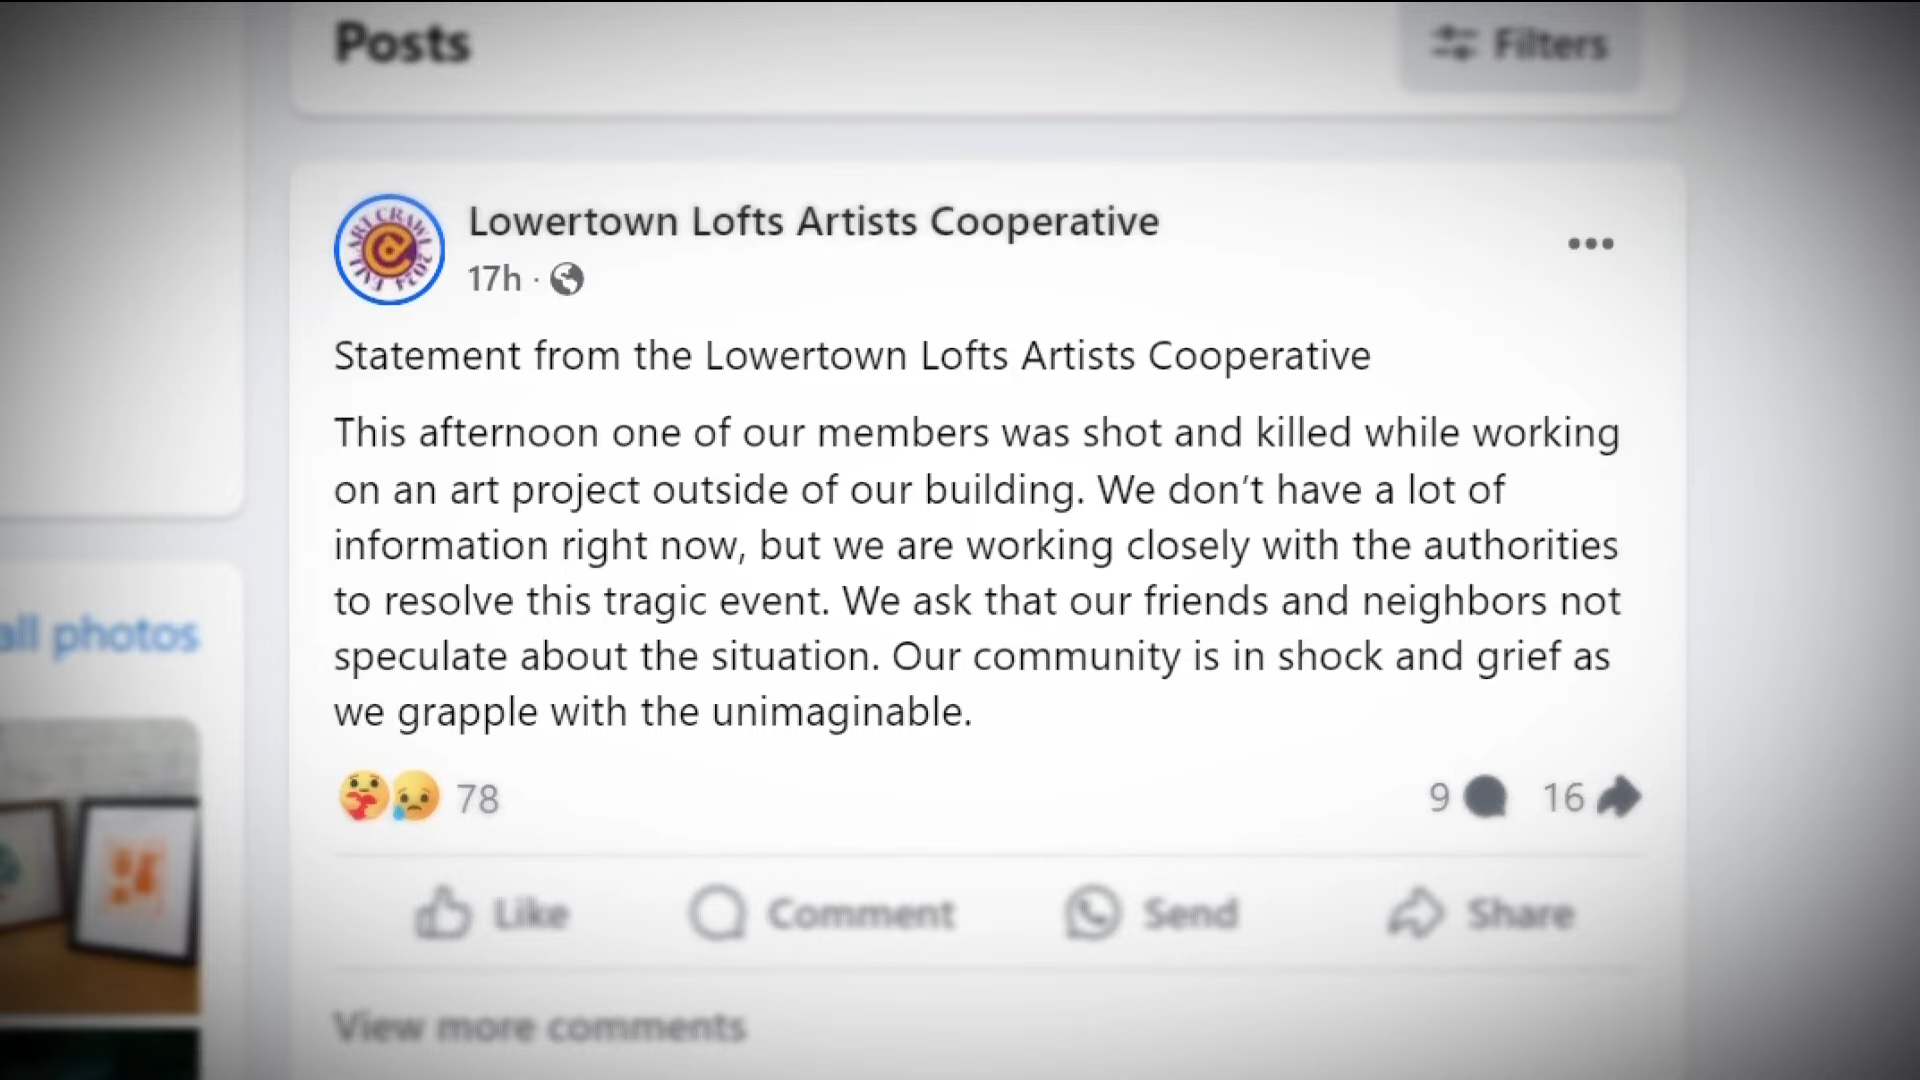 Posts
Filters
ART CRAWL 2024 FALL
Lowertown Lofts Artists Cooperative
17h ·
Statement from the Lowertown Lofts Artists Cooperative
This afternoon one of our members was shot and killed while working
on an art project outside of our building. We don’t have a lot of
information right now, but we are working closely with the authorities
to resolve this tragic event. We ask that our friends and neighbors not
speculate about the situation. Our community is in shock and grief as
we grapple with the unimaginable.
all photos
78
9
16
Like
Comment
Send
Share
View more comments